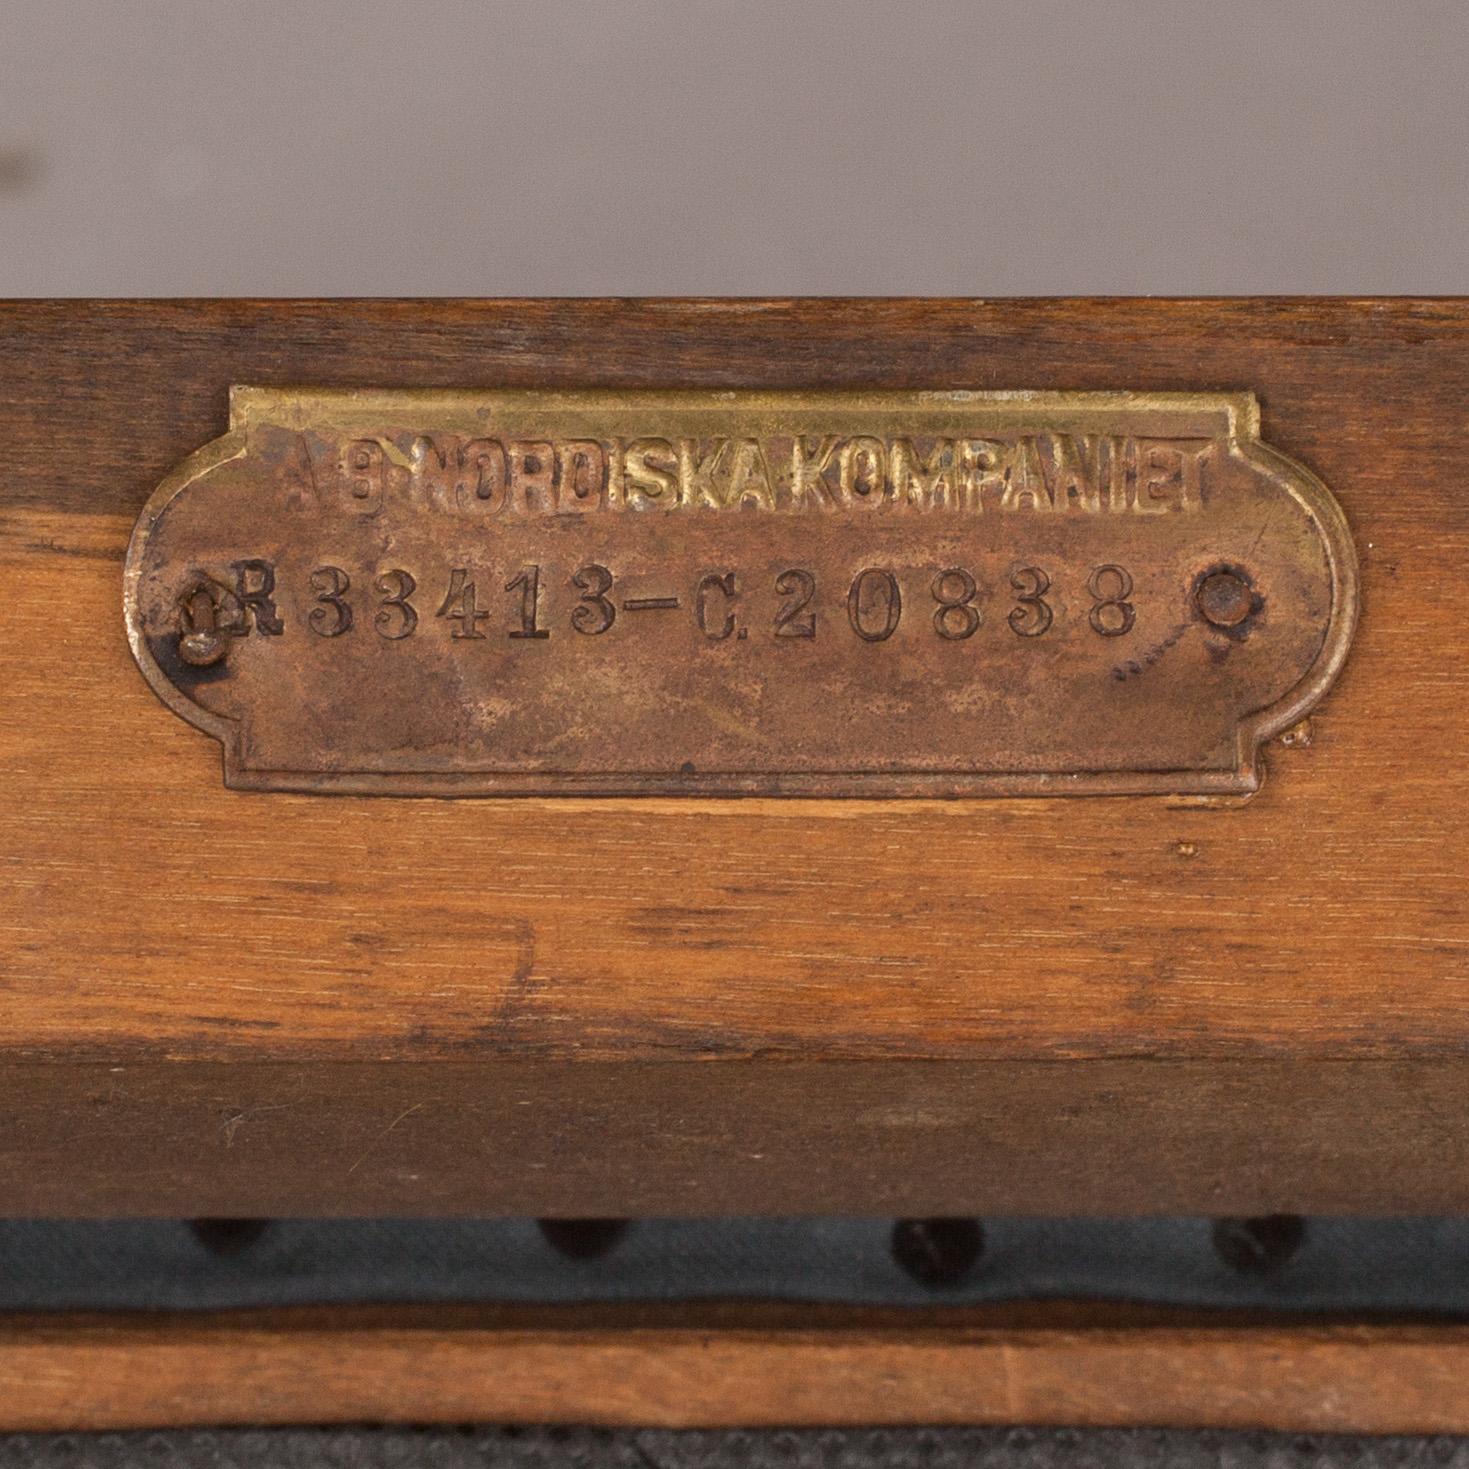 AB·NORDISKA KOMPANIET
R33413-C.20838